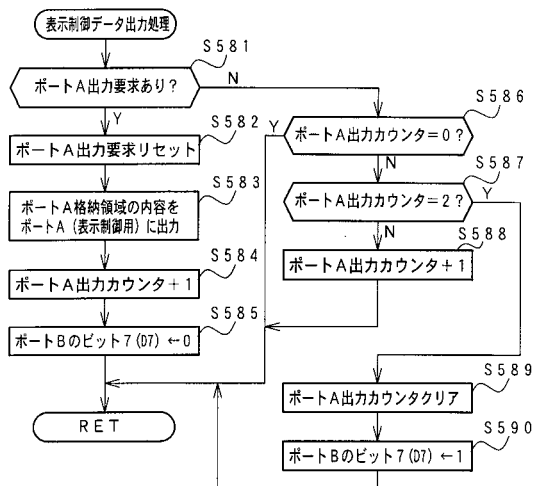 表示制御データ出力処理
S581
ポートA出力要求あり?
N
Y
S582
ポートA出力要求リセット
S583
ポートA格納領域の内容を
ポートA(表示制御用)に出力
S584
ポートA出力カウンタ+1
S585
ポートBのビット7(D7)←0
RET
S586
ポートA出力カウンタ=0?
Y
N
S587
ポートA出力カウンタ=2?
Y
N
S588
ポートA出力カウンタ+1
S589
ポートA出力カウンタクリア
S590
ポートBのビット7(D7)←1